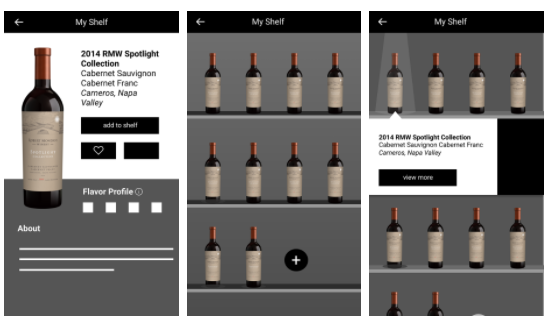 My Shelf
2014 RMW Spotlight
Collection
Cabernet Sauvignon
Cabernet Franc
Carneros, Napa
Valley
add to shelf
Flavor Profile
About
My Shelf
My Shelf
2014 RMW Spotlight Collection
Cabernet Sauvignon Cabernet Franc
Carneros, Napa Valley
view more